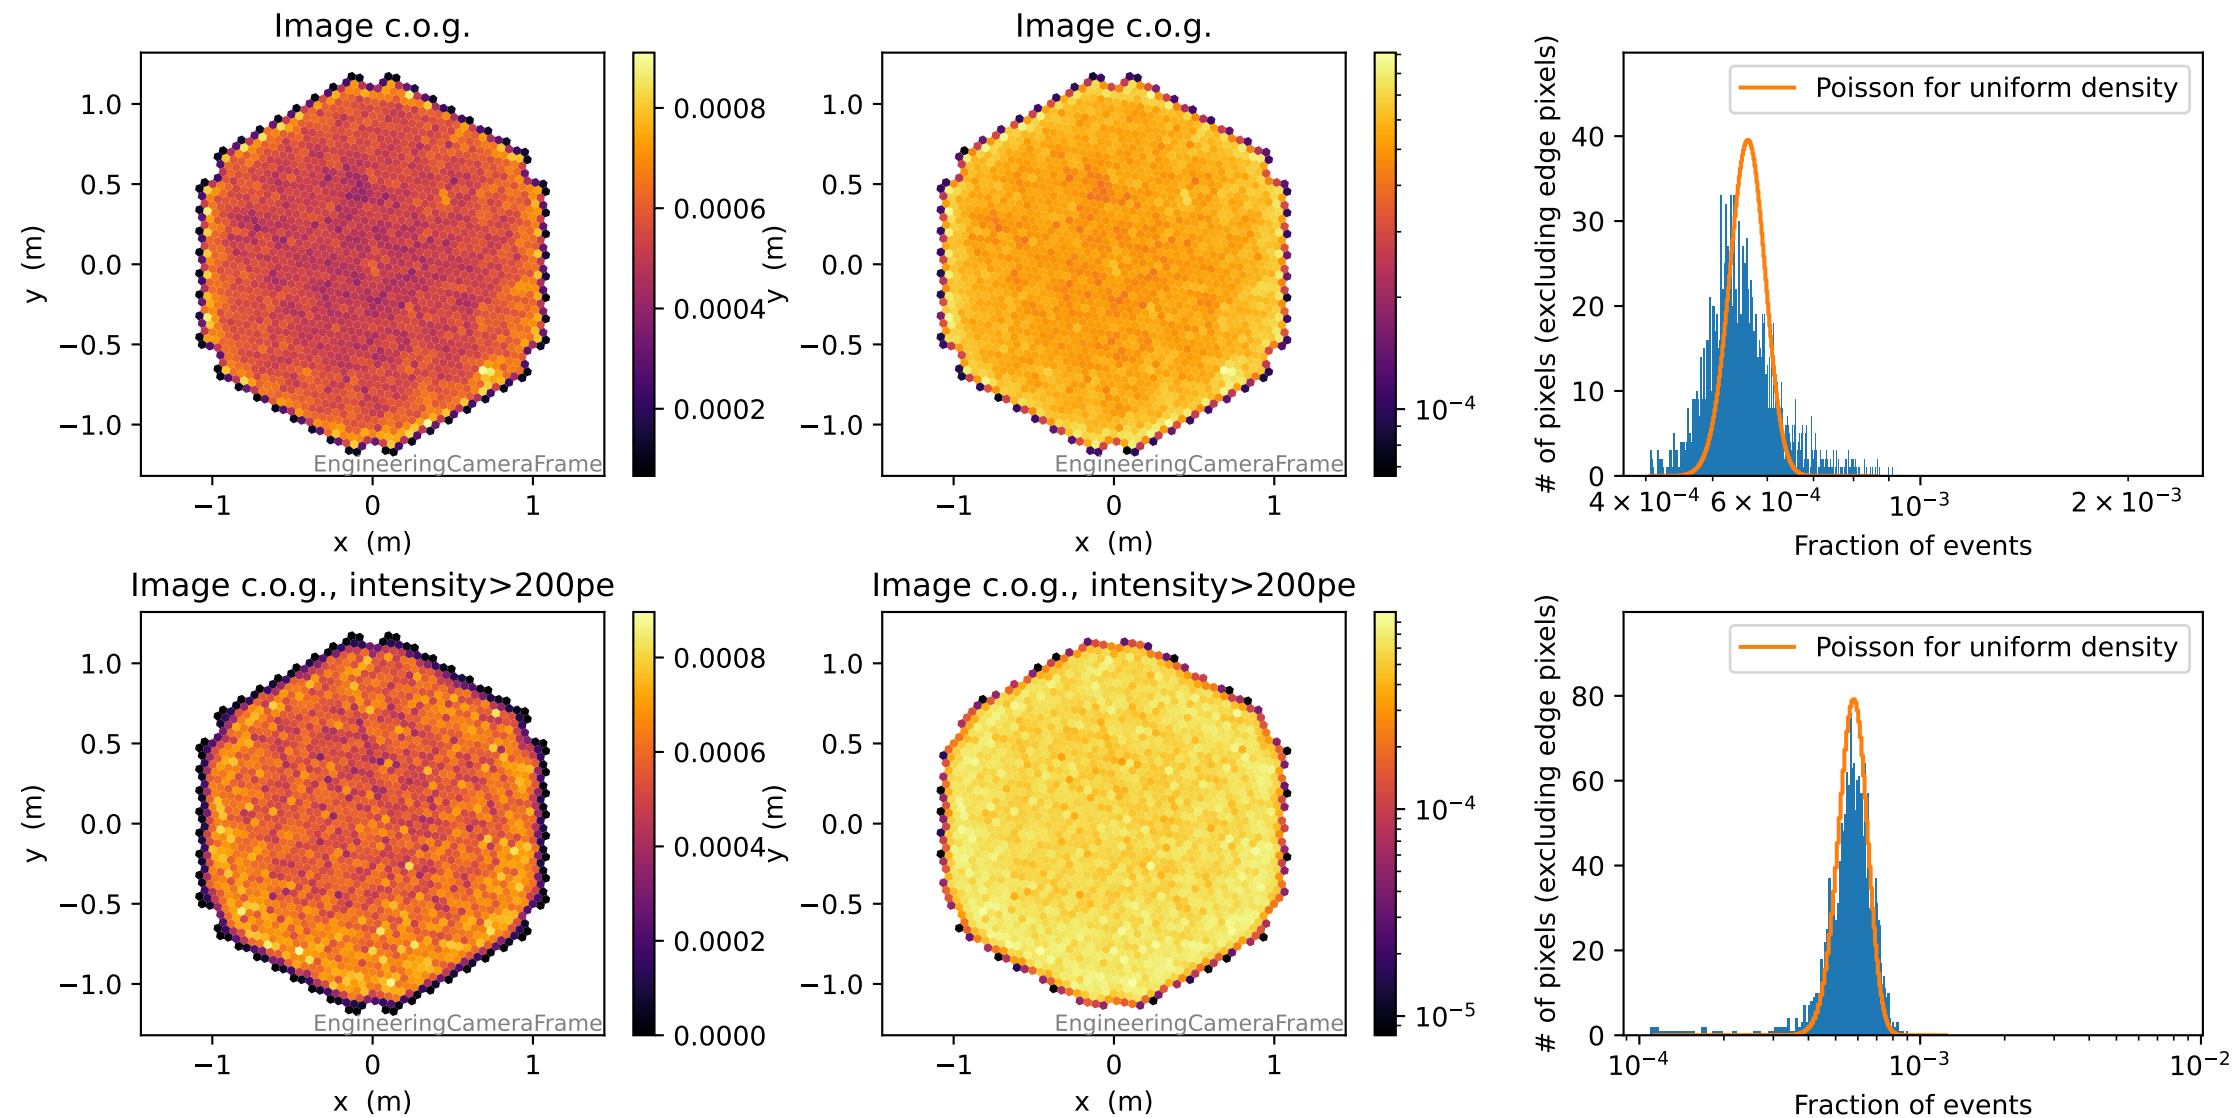 Image c.o.g.
1.0
0.5
0.0
−0.5
−1.0
y (m)
−1
0
1
x (m)
EngineeringCameraFrame
0.0008
0.0006
0.0004
0.0002
Image c.o.g.
1.0
0.5
0.0
−0.5
−1.0
y (m)
−1
0
1
x (m)
EngineeringCameraFrame
10⁻⁴
# of pixels (excluding edge pixels)
40
30
20
10
0
Poisson for uniform density
4 × 10⁻⁴
6 × 10⁻⁴
10⁻³
2 × 10⁻³
Fraction of events
Image c.o.g., intensity>200pe
1.0
0.5
0.0
−0.5
−1.0
y (m)
−1
0
1
x (m)
EngineeringCameraFrame
0.0008
0.0006
0.0004
0.0002
0.0000
Image c.o.g., intensity>200pe
1.0
0.5
0.0
−0.5
−1.0
y (m)
−1
0
1
x (m)
EngineeringCameraFrame
10⁻⁴
10⁻⁵
# of pixels (excluding edge pixels)
80
60
40
20
0
Poisson for uniform density
10⁻⁴
10⁻³
10⁻²
Fraction of events